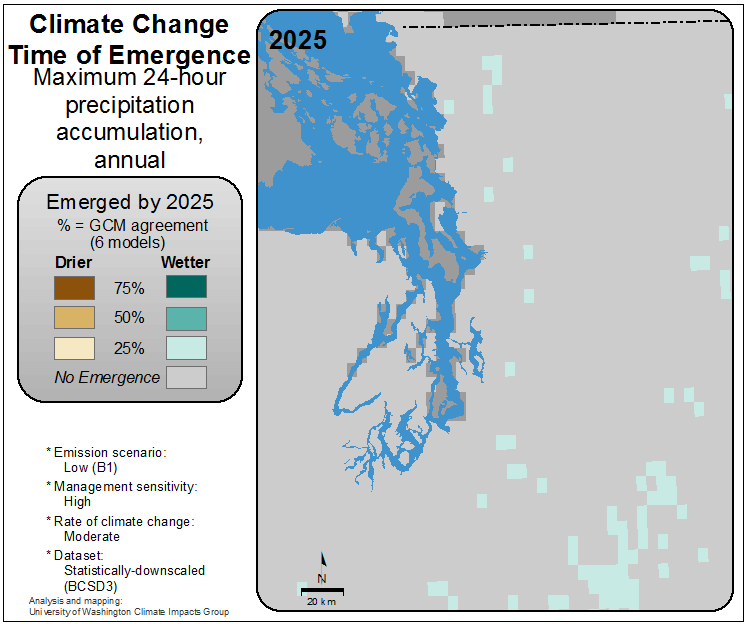 Climate Change
Time of Emergence
Maximum 24-hour
precipitation
accumulation,
annual
2025
Emerged by 2025
% = GCM agreement
(6 models)
Drier Wetter
75%
50%
25%
No Emergence
* Emission scenario:
Low (B1)
* Management sensitivity:
High
* Rate of climate change:
Moderate
* Dataset:
Statistically-downscaled
(BCSD3)
Analysis and mapping:
University of Washington Climate Impacts Group
N
20 km